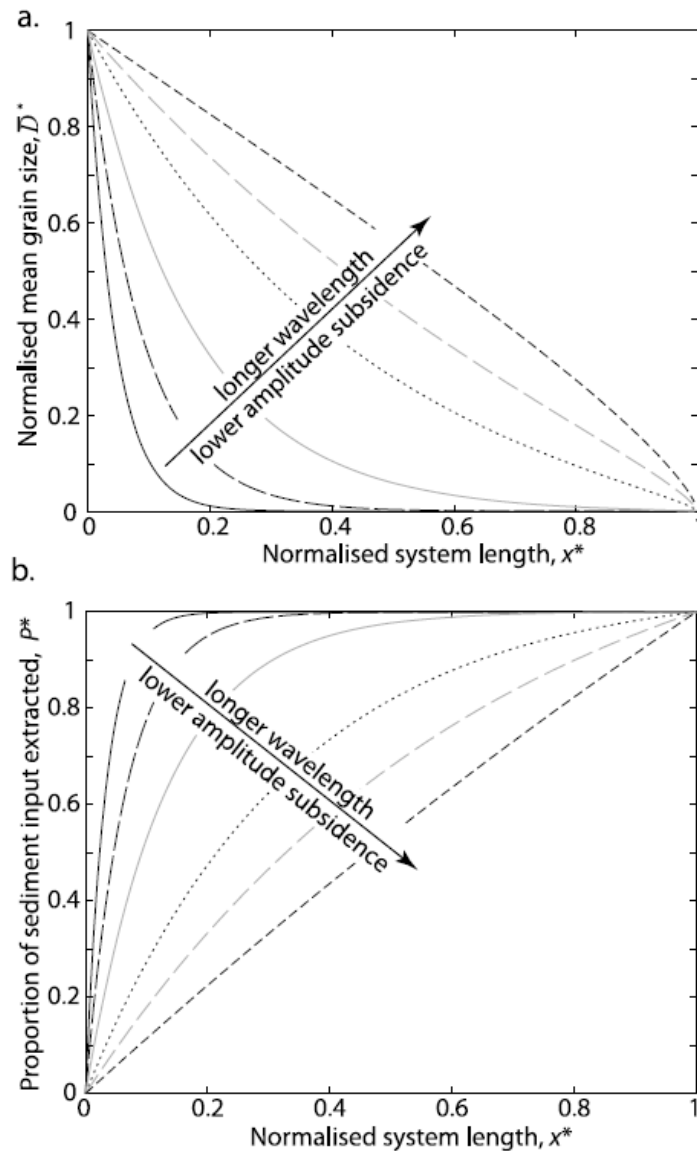 a.
1
0.8
0.6
0.4
0.2
0
Normalised mean grain size, D̅*
longer wavelength
lower amplitude subsidence
0
0.2
0.4
0.6
0.8
1
Normalised system length, x*
b.
1
0.8
0.6
0.4
0.2
0
Proportion of sediment input extracted, P*
longer wavelength
lower amplitude subsidence
0
0.2
0.4
0.6
0.8
1
Normalised system length, x*